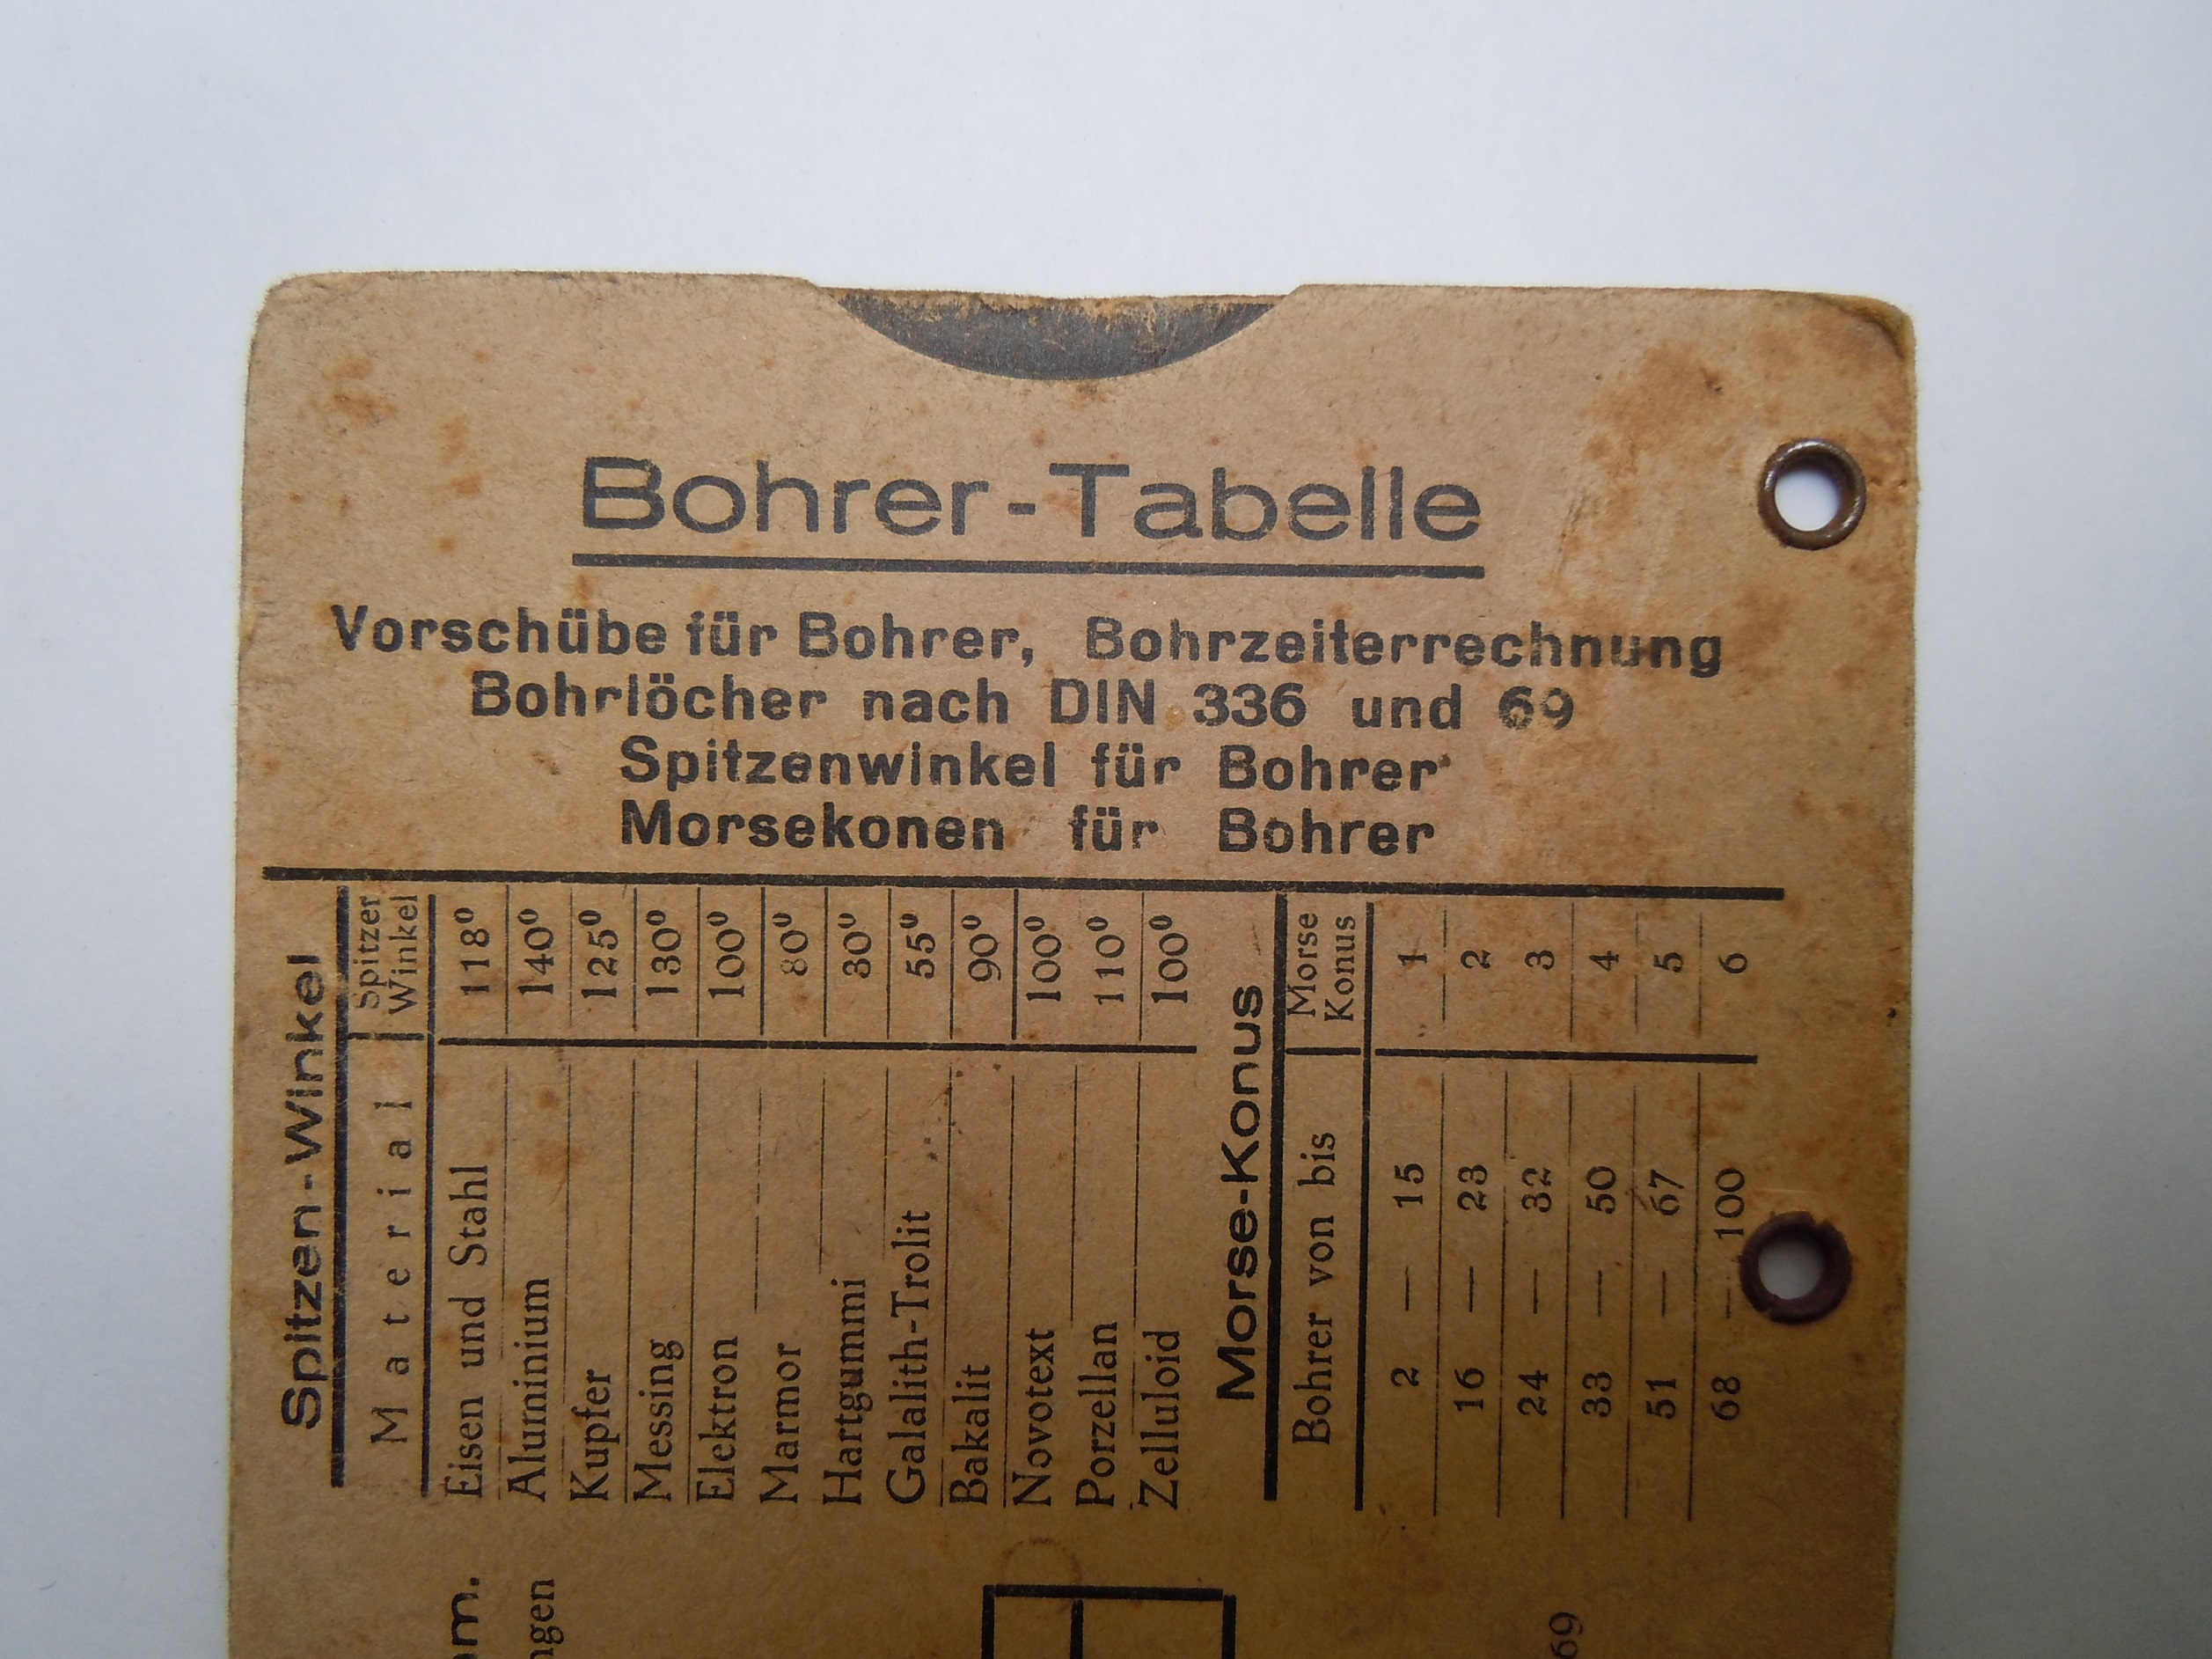 Bohrer-Tabelle
Vorschübe für Bohrer, Bohrzeiterrechnung
Bohrlöcher nach DIN 336 und 69
Spitzenwinkel für Bohrer
Morsekonen für Bohrer
Spitzen-Winkel
Material Spitzer Winkel
Eisen und Stahl 118⁰
Aluminium 140⁰
Kupfer 125⁰
Messing 130⁰
Elektron 100⁰
Marmor 80⁰
Hartgummi 30⁰
Galalith-Trolit 55⁰
Bakalit 90⁰
Novotext 100⁰
Porzellan 110⁰
Zelluloid 100⁰
Morse-Konus
Bohrer von bis Morse Konus
2 — 15 1
16 — 23 2
24 — 32 3
33 — 50 4
51 — 67 5
68 — 100 6
69